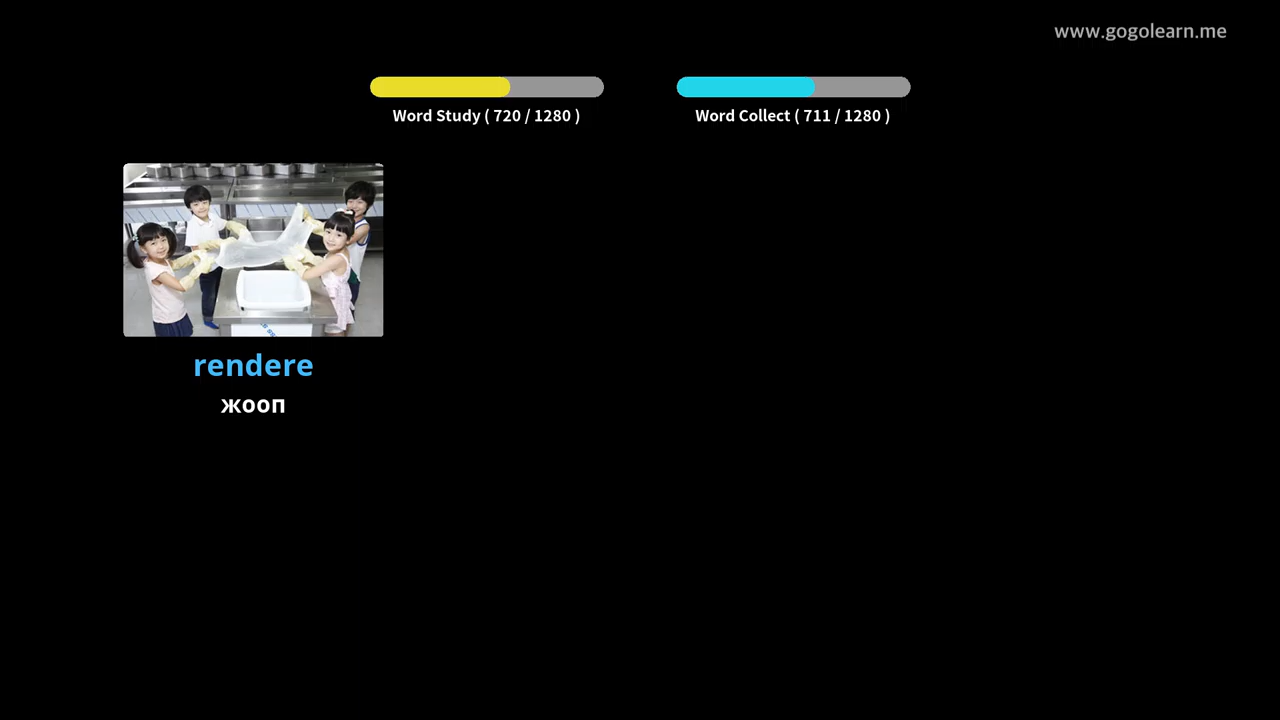 www.gogolearn.me
Word Study ( 720 / 1280 )
Word Collect ( 711 / 1280 )
rendere
жооп